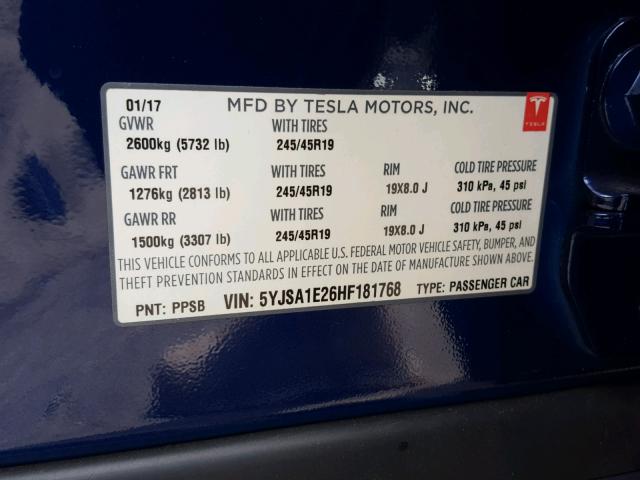 01/17 MFD BY TESLA MOTORS, INC.
GVWR WITH TIRES
2600kg (5732 lb) 245/45R19
TESLA
GAWR FRT WITH TIRES RIM COLD TIRE PRESSURE
1276kg (2813 lb) 245/45R19 19X8.0 J 310 kPa, 45 psi
GAWR RR WITH TIRES RIM COLD TIRE PRESSURE
1500kg (3307 lb) 245/45R19 19X8.0 J 310 kPa, 45 psi
THIS VEHICLE CONFORMS TO ALL APPLICABLE U.S. FEDERAL MOTOR VEHICLE SAFETY, BUMPER, AND
THEFT PREVENTION STANDARDS IN EFFECT ON THE DATE OF MANUFACTURE SHOWN ABOVE.
PNT: PPSB VIN: 5YJSA1E26HF181768 TYPE: PASSENGER CAR